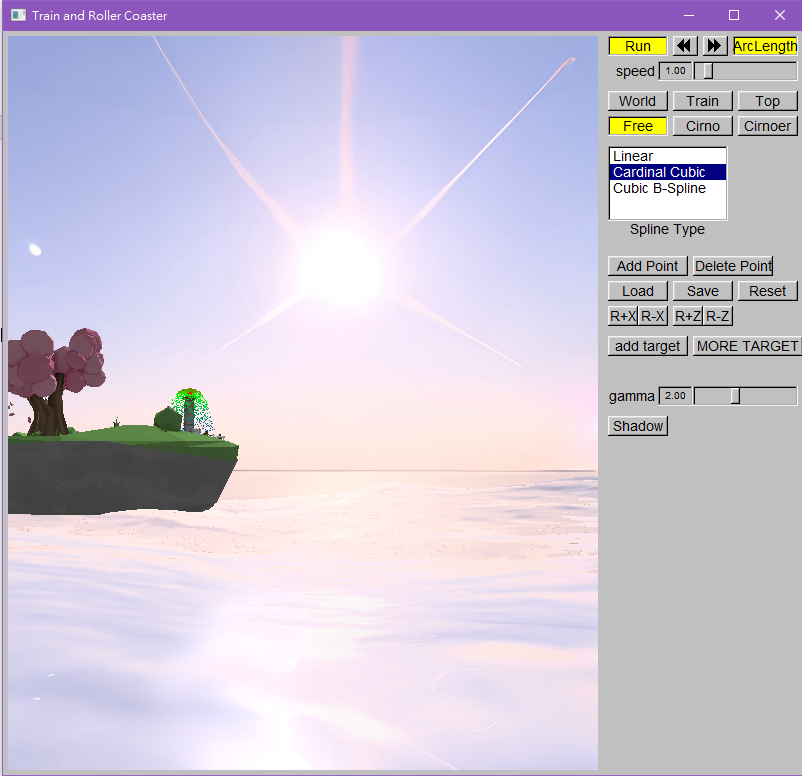 Train and Roller Coaster
Run ArcLength
speed 1.00
World Train Top
Free Cirno Cirnoer
Linear
Cardinal Cubic
Cubic B-Spline
Spline Type
Add Point Delete Point
Load Save Reset
R+X R-X R+Z R-Z
add target MORE TARGET
gamma 2.00
Shadow